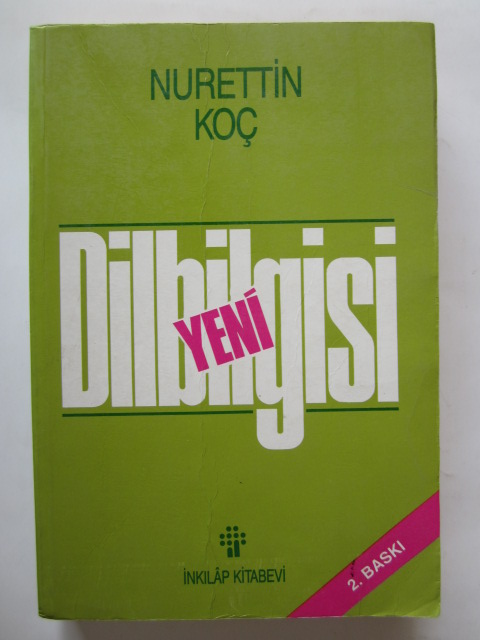 NURETTİN
KOÇ
Dilbilgisi
YENİ
İNKILÂP KİTABEVİ
2. BASKI